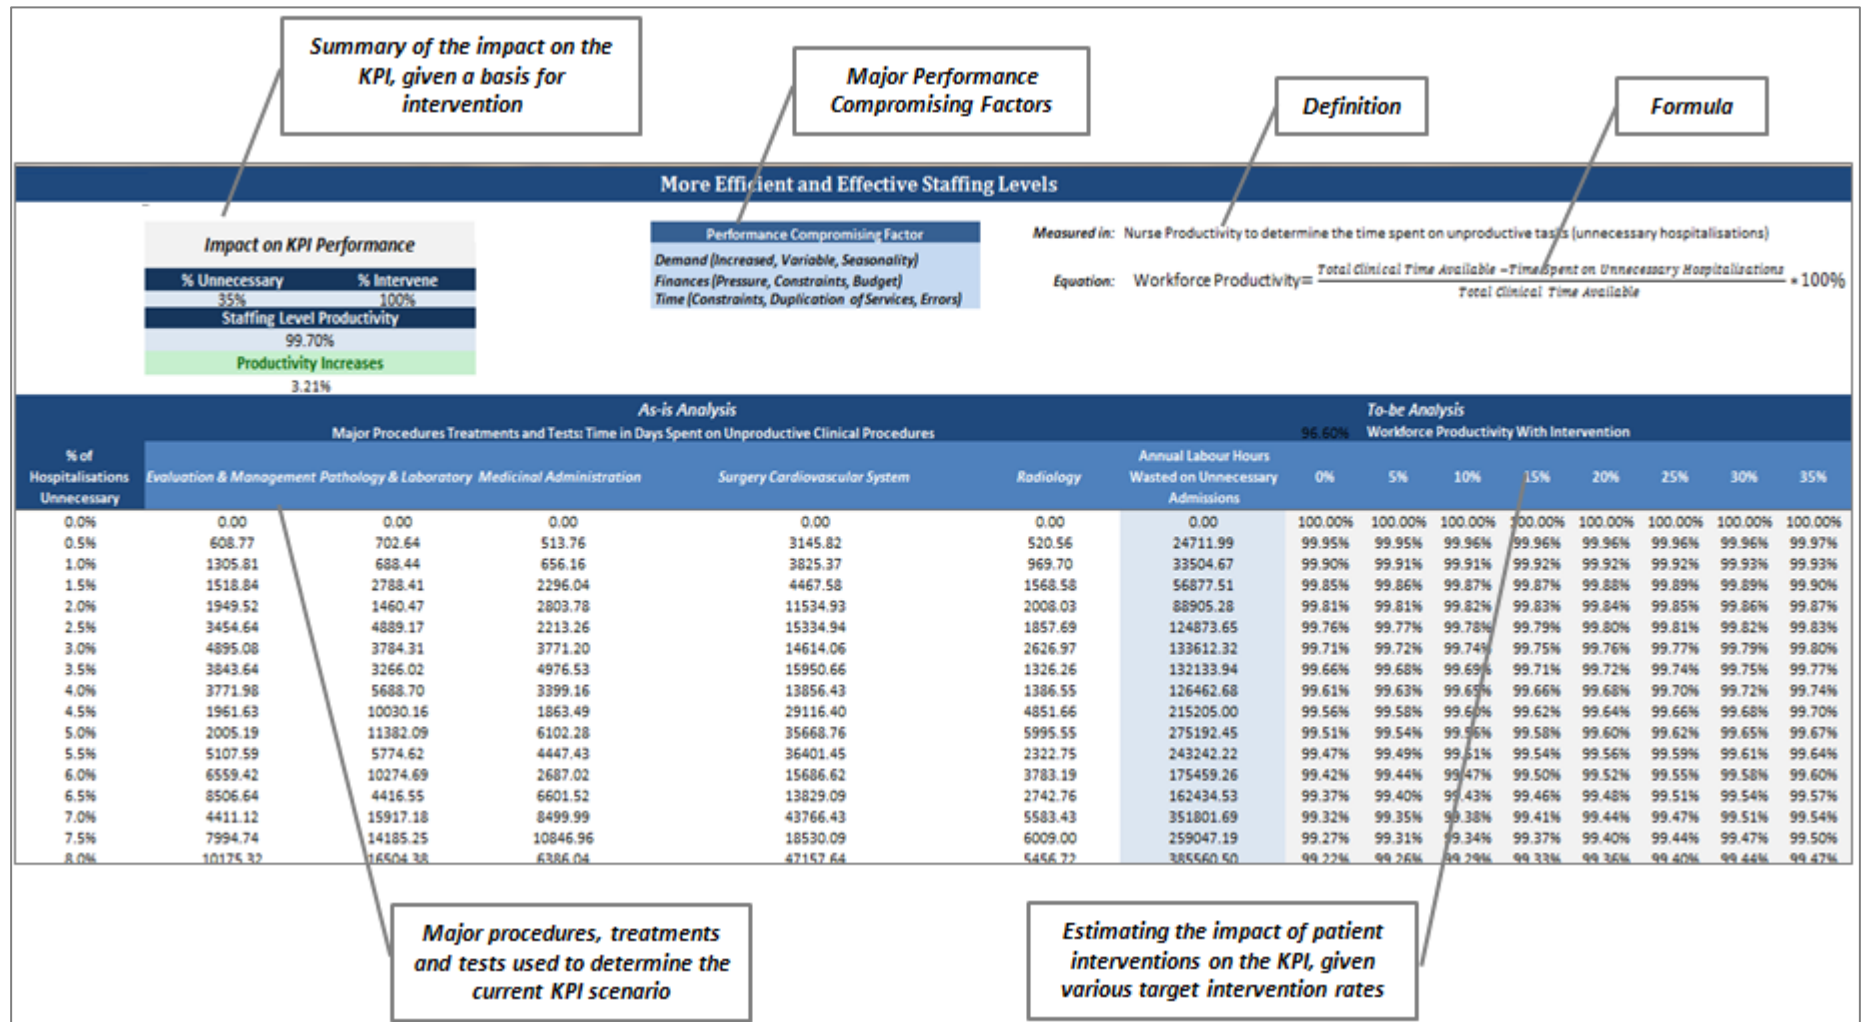 Summary of the impact on the
KPI, given a basis for
intervention
Major Performance
Compromising Factors
Definition
Formula
More Efficient and Effective Staffing Levels
Impact on KPI Performance
% Unnecessary % Intervene
35% 100%
Staffing Level Productivity
99.70%
Productivity Increases
3.21%
Performance Compromising Factor
Demand (Increased, Variable, Seasonality)
Finances (Pressure, Constraints, Budget)
Time (Constraints, Duplication of Services, Errors)
Measured in: Nurse Productivity to determine the time spent on unproductive tasks (unnecessary hospitalisations)
Equation: Workforce Productivity= Total Clinical Time Available −Time Spent on Unnecessary Hospitalisations / Total Clinical Time Available * 100%
As-is Analysis To-be Analysis
Major Procedures Treatments and Tests: Time in Days Spent on Unproductive Clinical Procedures 96.60% Workforce Productivity With Intervention
% of
Hospitalisations
Unnecessary
Evaluation & Management Pathology & Laboratory Medicinal Administration Surgery Cardiovascular System Radiology
Annual Labour Hours
Wasted on Unnecessary
Admissions
0% 5% 10% 15% 20% 25% 30% 35%
0.0% 0.00 0.00 0.00 0.00 0.00 0.00 100.00% 100.00% 100.00% 100.00% 100.00% 100.00% 100.00% 100.00%
0.5% 608.77 702.64 513.76 3145.82 520.56 24711.99 99.95% 99.95% 99.96% 99.96% 99.96% 99.96% 99.96% 99.97%
1.0% 1305.81 688.44 656.16 3825.37 969.70 33504.67 99.90% 99.91% 99.91% 99.92% 99.92% 99.92% 99.93% 99.93%
1.5% 1518.84 2788.41 2296.04 4467.58 1568.58 56877.51 99.85% 99.86% 99.87% 99.87% 99.88% 99.89% 99.89% 99.90%
2.0% 1949.52 1460.47 2803.78 11534.93 2008.03 88905.28 99.81% 99.81% 99.82% 99.83% 99.84% 99.85% 99.86% 99.87%
2.5% 3454.64 4889.17 2213.26 15334.94 1857.69 124873.65 99.76% 99.77% 99.78% 99.79% 99.80% 99.81% 99.82% 99.83%
3.0% 4895.08 3784.31 3771.20 14614.06 2626.97 133612.32 99.71% 99.72% 99.74% 99.75% 99.76% 99.77% 99.79% 99.80%
3.5% 3843.64 3266.02 4976.53 15950.66 1326.26 132133.94 99.66% 99.68% 99.69% 99.71% 99.72% 99.74% 99.75% 99.77%
4.0% 3771.98 5688.70 3399.16 13856.43 1386.55 126462.68 99.61% 99.63% 99.65% 99.66% 99.68% 99.70% 99.72% 99.74%
4.5% 1961.63 10030.16 1863.49 29116.40 4851.66 215205.00 99.56% 99.58% 99.60% 99.62% 99.64% 99.66% 99.68% 99.70%
5.0% 2005.19 11382.09 6102.28 35668.76 5995.55 275192.45 99.51% 99.54% 99.56% 99.58% 99.60% 99.62% 99.65% 99.67%
5.5% 5107.59 5774.62 4447.43 36401.45 2322.75 243242.22 99.47% 99.49% 99.51% 99.54% 99.56% 99.59% 99.61% 99.64%
6.0% 6559.42 10274.69 2687.02 15686.62 3783.19 175459.26 99.42% 99.44% 99.47% 99.50% 99.52% 99.55% 99.58% 99.60%
6.5% 8506.64 4416.55 6601.52 13829.09 2742.76 162434.53 99.37% 99.40% 99.43% 99.46% 99.48% 99.51% 99.54% 99.57%
7.0% 4411.12 15917.18 8499.99 43766.43 5583.43 351801.69 99.32% 99.35% 99.38% 99.41% 99.44% 99.47% 99.51% 99.54%
7.5% 7994.74 14185.25 10846.96 18530.09 6009.00 259047.19 99.27% 99.31% 99.34% 99.37% 99.40% 99.44% 99.47% 99.50%
8.0% 10175.32 16504.38 6386.04 47157.64 5456.72 385560.50 99.22% 99.26% 99.29% 99.33% 99.36% 99.40% 99.44% 99.47%
Major procedures, treatments
and tests used to determine the
current KPI scenario
Estimating the impact of patient
interventions on the KPI, given
various target intervention rates